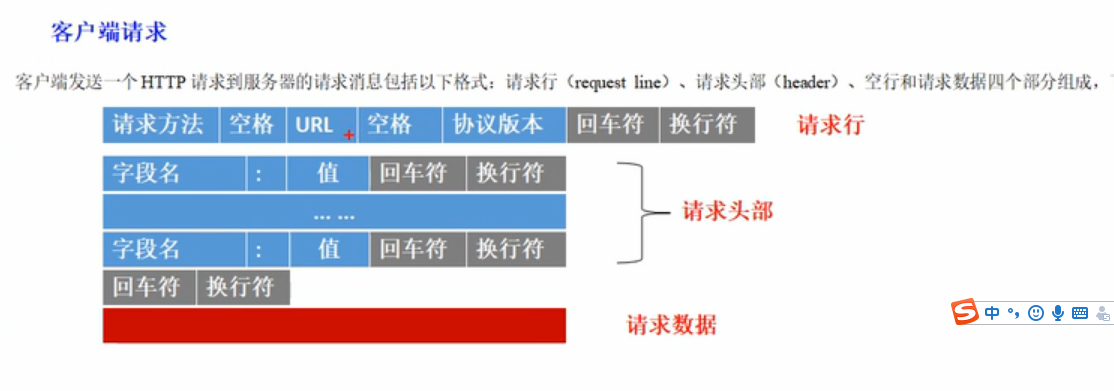 客户端请求
客户端发送一个HTTP 请求到服务器的请求消息包括以下格式:请求行(request line)、请求头部(header)、空行和请求数据四个部分组成,
请求方法 空格 URL 空格 协议版本 回车符 换行符 请求行
字段名 : 值 回车符 换行符
... ...
请求头部
字段名 : 值 回车符 换行符
回车符 换行符
请求数据
S 中